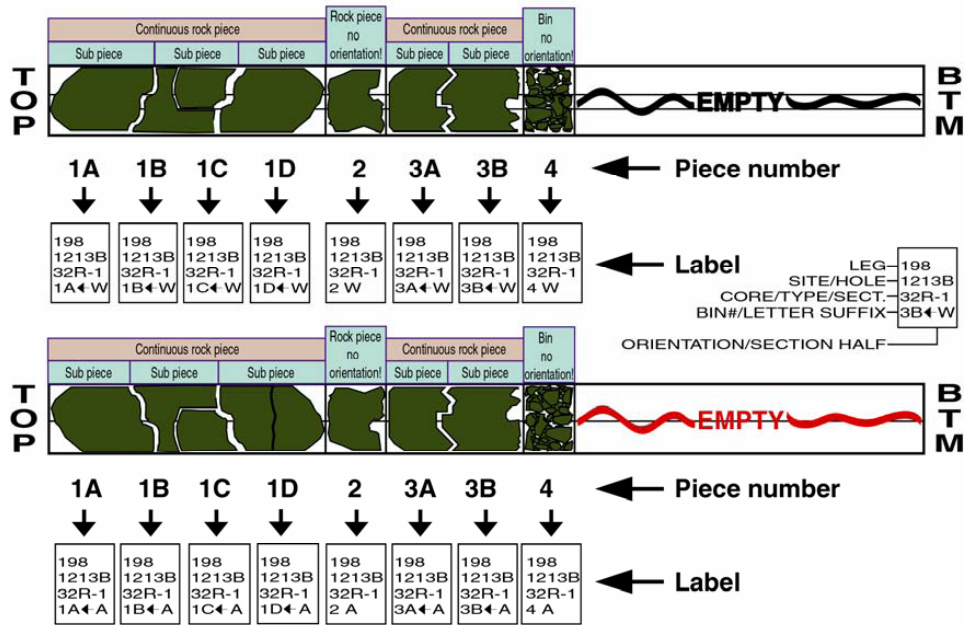 Continuous rock piece
Rock piece
no
orientation!
Continuous rock piece
Bin
no
orientation!
Sub piece
Sub piece
Sub piece
Sub piece
Sub piece
TOP
EMPTY
BTM
1A 1B 1C 1D 2 3A 3B 4 Piece number
198
1213B
32R-1
1A W
198
1213B
32R-1
1B W
198
1213B
32R-1
1C W
198
1213B
32R-1
1D W
198
1213B
32R-1
2 W
198
1213B
32R-1
3A W
198
1213B
32R-1
3B W
198
1213B
32R-1
4 W
Label
LEG 198
SITE/HOLE 1213B
CORE/TYPE/SECT. 32R-1
BIN#/LETTER SUFFIX 3B W
ORIENTATION/SECTION HALF
Continuous rock piece
Rock piece
no
orientation!
Continuous rock piece
Bin
no
orientation!
Sub piece
Sub piece
Sub piece
Sub piece
Sub piece
TOP
EMPTY
BTM
1A 1B 1C 1D 2 3A 3B 4 Piece number
198
1213B
32R-1
1A A
198
1213B
32R-1
1B A
198
1213B
32R-1
1C A
198
1213B
32R-1
1D A
198
1213B
32R-1
2 A
198
1213B
32R-1
3A A
198
1213B
32R-1
3B A
198
1213B
32R-1
4 A
Label